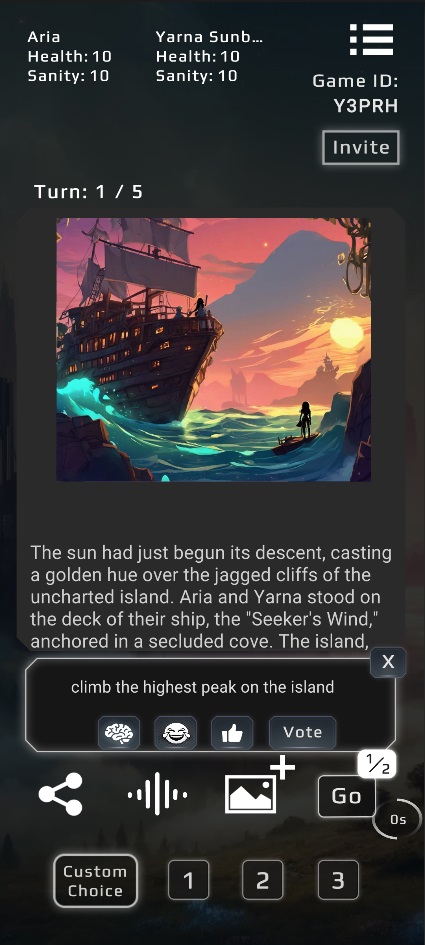 Aria
Health: 10
Sanity: 10
Yarna Sunb...
Health: 10
Sanity: 10
Game ID:
Y3PRH
Invite
Turn: 1 / 5
The sun had just begun its descent, casting
a golden hue over the jagged cliffs of the
uncharted island. Aria and Yarna stood on
the deck of their ship, the "Seeker's Wind,"
anchored in a secluded cove. The island,
X
climb the highest peak on the island
Vote
1/2
Go
0s
Custom
Choice
1
2
3